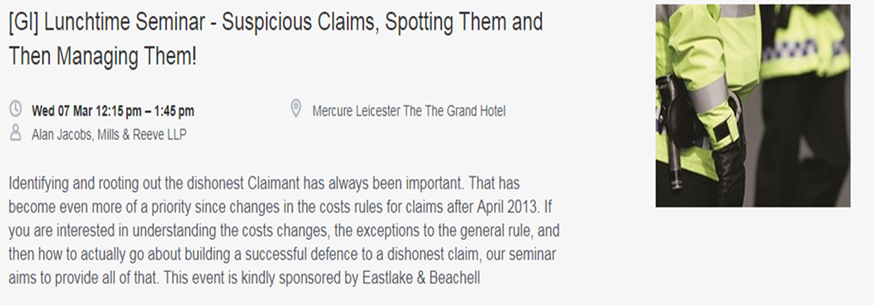 [GI] Lunchtime Seminar - Suspicious Claims, Spotting Them and
Then Managing Them!
Wed 07 Mar 12:15 pm – 1:45 pm
Mercure Leicester The The Grand Hotel
Alan Jacobs, Mills & Reeve LLP
Identifying and rooting out the dishonest Claimant has always been important. That has
become even more of a priority since changes in the costs rules for claims after April 2013. If
you are interested in understanding the costs changes, the exceptions to the general rule, and
then how to actually go about building a successful defence to a dishonest claim, our seminar
aims to provide all of that. This event is kindly sponsored by Eastlake & Beachell